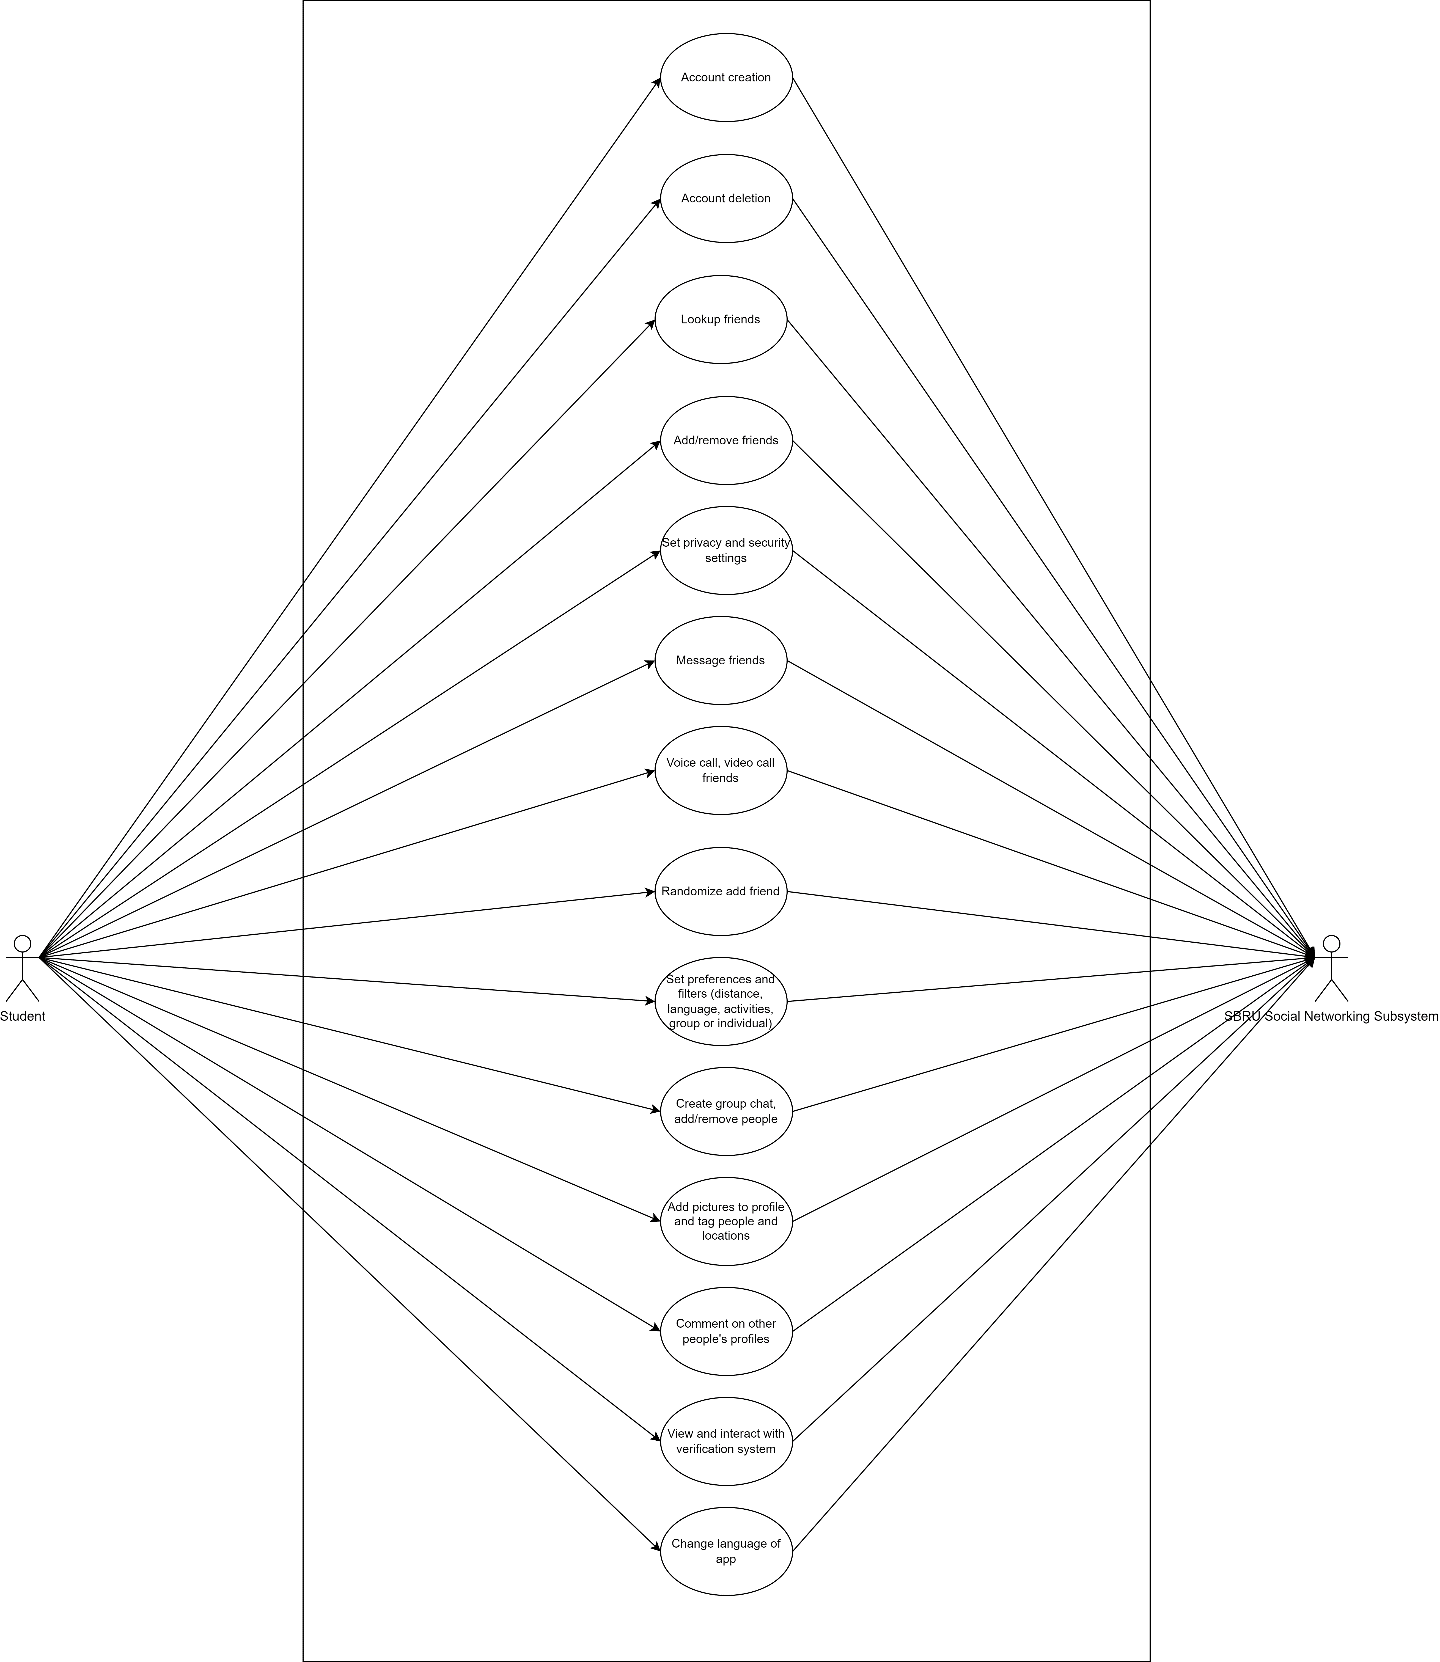 Account creation
Account deletion
Lookup friends
Add/remove friends
Set privacy and security
settings
Message friends
Voice call, video call
friends
Randomize add friend
Set preferences and
filters (distance,
language, activities,
group or individual)
Student
SBRU Social Networking Subsystem
Create group chat,
add/remove people
Add pictures to profile
and tag people and
locations
Comment on other
people's profiles
View and interact with
verification system
Change language of
app